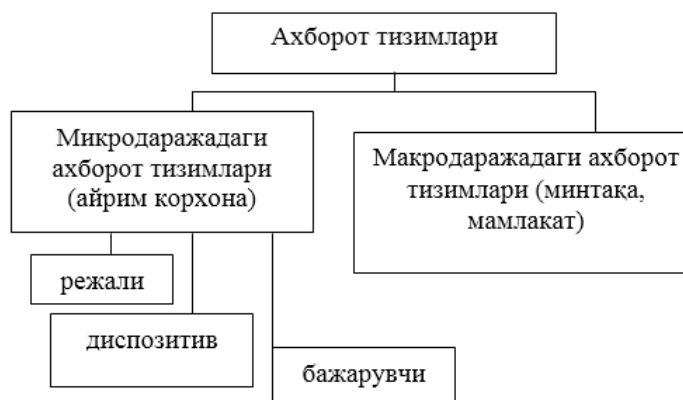 Ахборот тизимлари
Микродаражадаги
ахборот тизимлари
(айрим корхона)
Макродаражадаги ахборот
тизимлари (минтақа,
мамлакат)
режали
диспозитив
бажарувчи